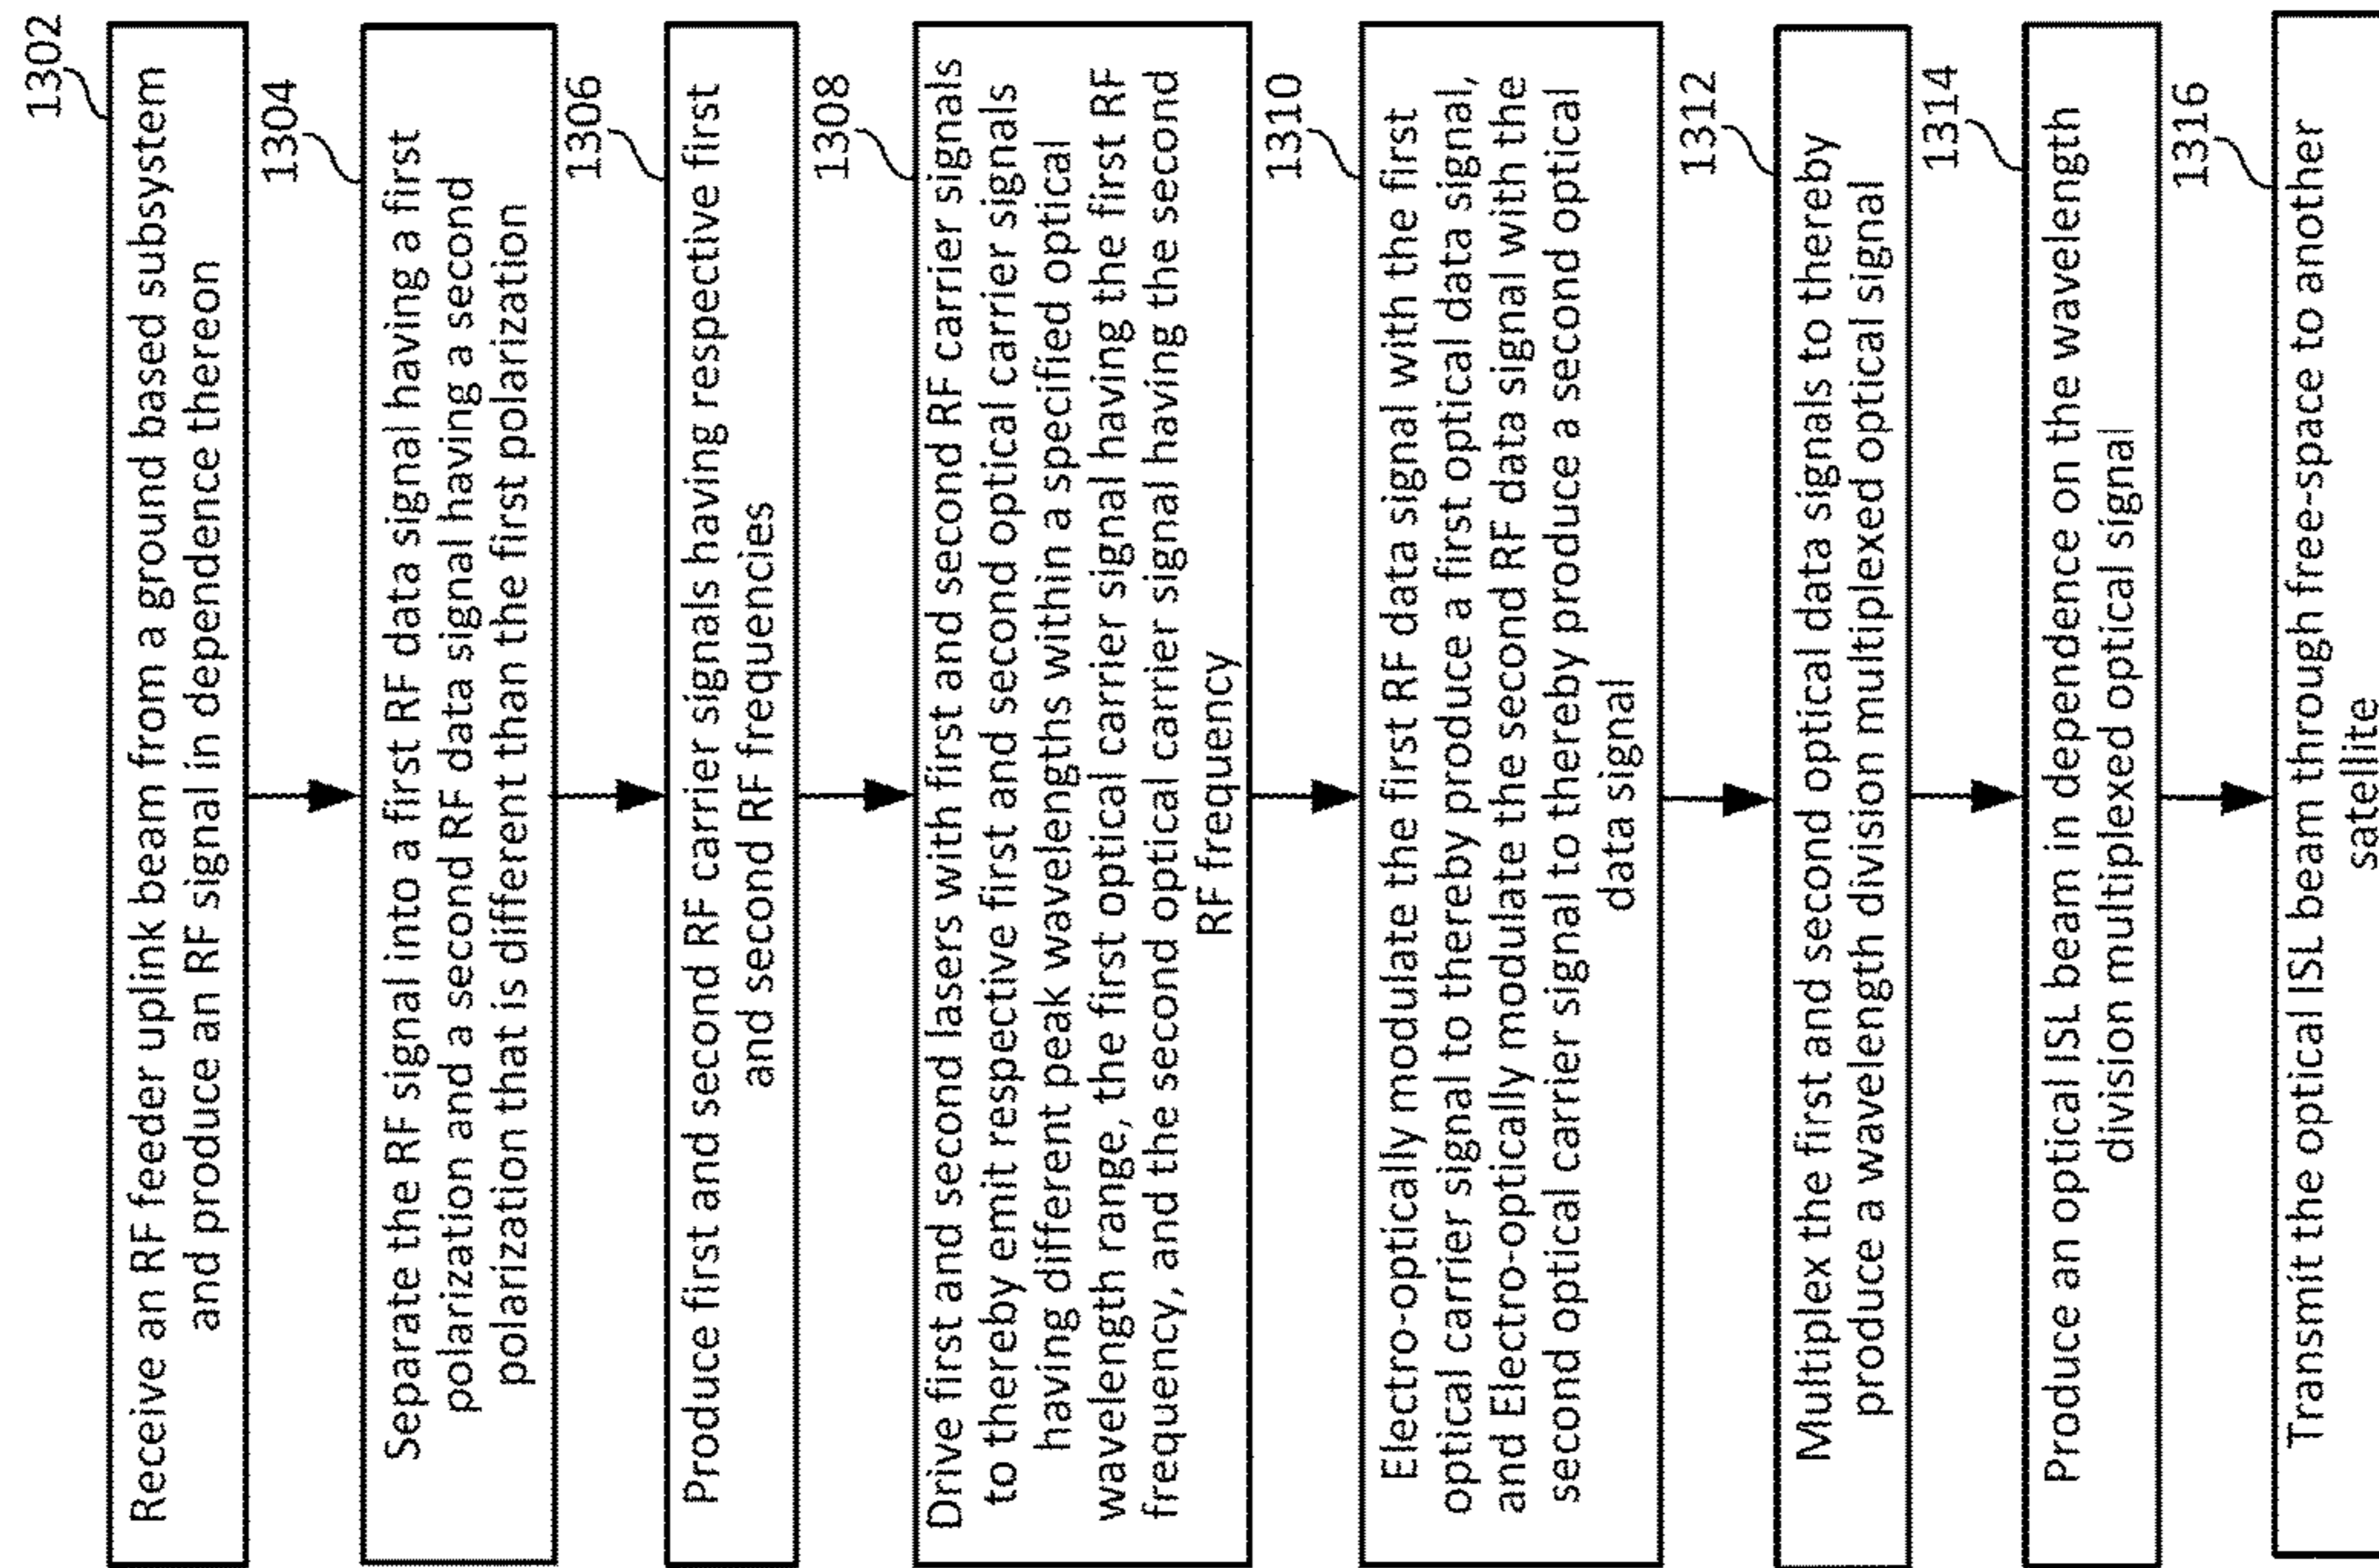 1302
Receive an RF feeder uplink beam from a ground based subsystem
and produce an RF signal in dependence thereon
1304
Separate the RF signal into a first RF data signal having a first
polarization and a second RF data signal having a second
polarization that is different than the first polarization
1306
Produce first and second RF carrier signals having respective first
and second RF frequencies
1308
Drive first and second lasers with first and second RF carrier signals
to thereby emit respective first and second optical carrier signals
having different peak wavelengths within a specified optical
wavelength range, the first optical carrier signal having the first RF
frequency, and the second optical carrier signal having the second
RF frequency
1310
Electro-optically modulate the first RF data signal with the first
optical carrier signal to thereby produce a first optical data signal,
and Electro-optically modulate the second RF data signal with the
second optical carrier signal to thereby produce a second optical
data signal
1312
Multiplex the first and second optical data signals to thereby
produce a wavelength division multiplexed optical signal
1314
Produce an optical ISL beam in dependence on the wavelength
division multiplexed optical signal
1316
Transmit the optical ISL beam through free-space to another
satellite